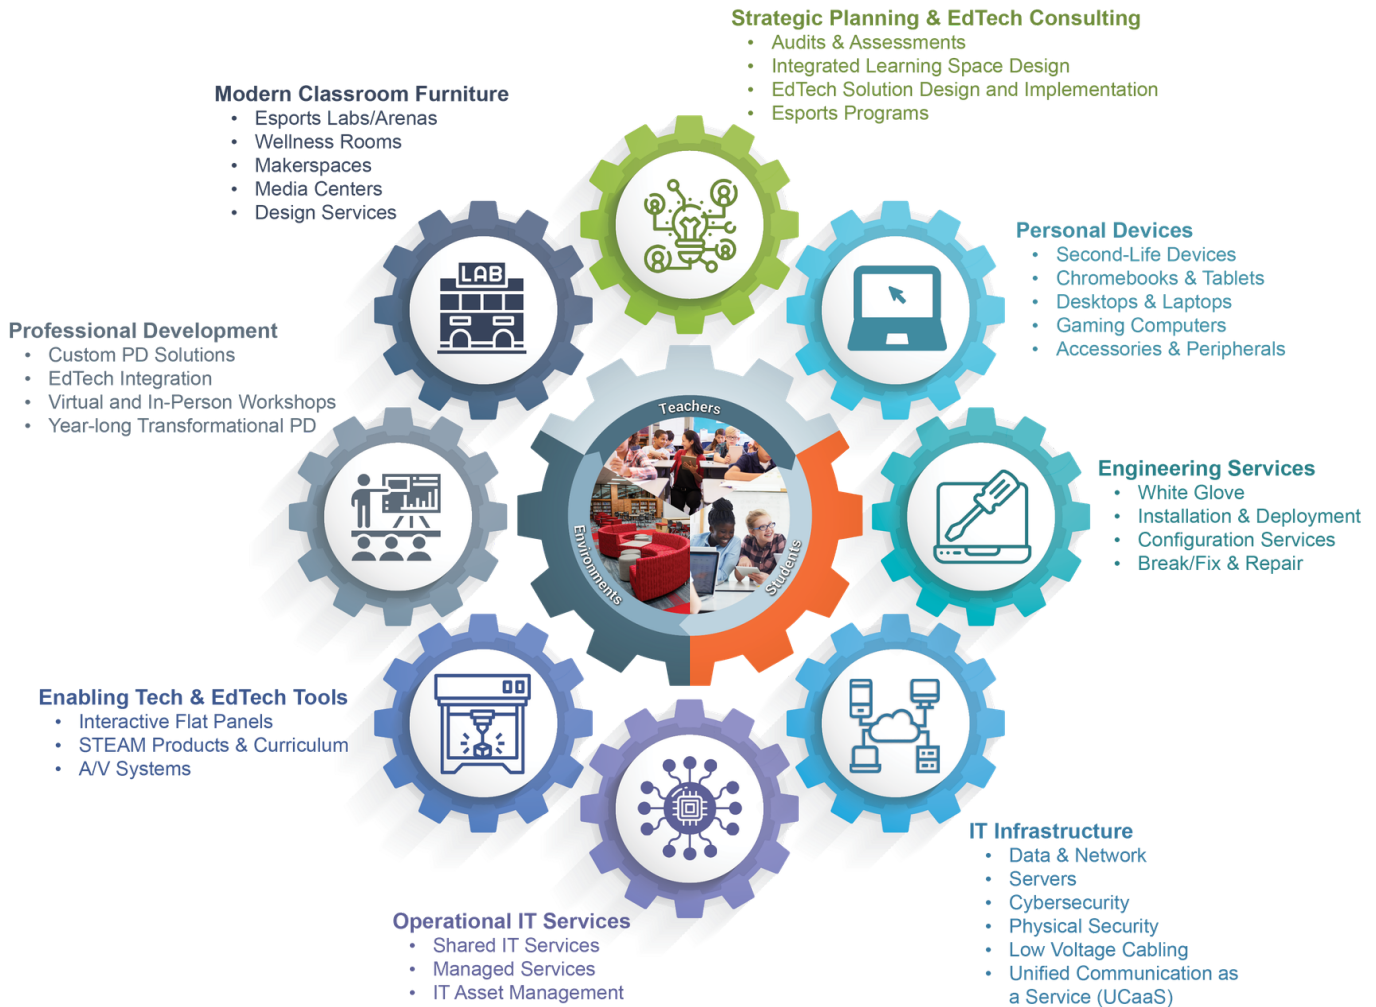 Strategic Planning & EdTech Consulting
• Audits & Assessments
• Integrated Learning Space Design
• EdTech Solution Design and Implementation
• Esports Programs
Modern Classroom Furniture
• Esports Labs/Arenas
• Wellness Rooms
• Makerspaces
• Media Centers
• Design Services
LAB
Personal Devices
• Second-Life Devices
• Chromebooks & Tablets
• Desktops & Laptops
• Gaming Computers
• Accessories & Peripherals
Professional Development
• Custom PD Solutions
• EdTech Integration
• Virtual and In-Person Workshops
• Year-long Transformational PD
Teachers
Environments
Students
Engineering Services
• White Glove
• Installation & Deployment
• Configuration Services
• Break/Fix & Repair
Enabling Tech & EdTech Tools
• Interactive Flat Panels
• STEAM Products & Curriculum
• A/V Systems
IT Infrastructure
• Data & Network
• Servers
• Cybersecurity
• Physical Security
• Low Voltage Cabling
• Unified Communication as
a Service (UCaaS)
Operational IT Services
• Shared IT Services
• Managed Services
• IT Asset Management